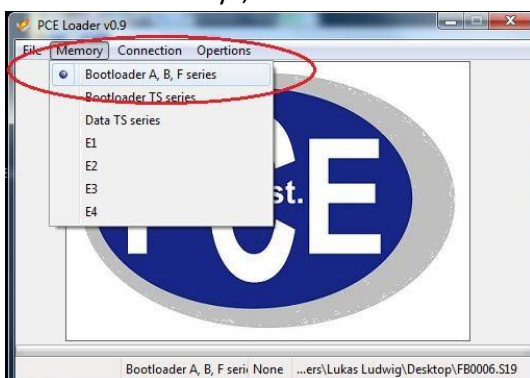 PCE Loader v0.9
File Memory Connection Opertions
Bootloader A, B, F series
Bootloader TS series
Data TS series
E1
E2
E3
E4
st.
PCE
Bootloader A, B, F seri None ...ers\Lukas Ludwig\Desktop\FB0006.S19